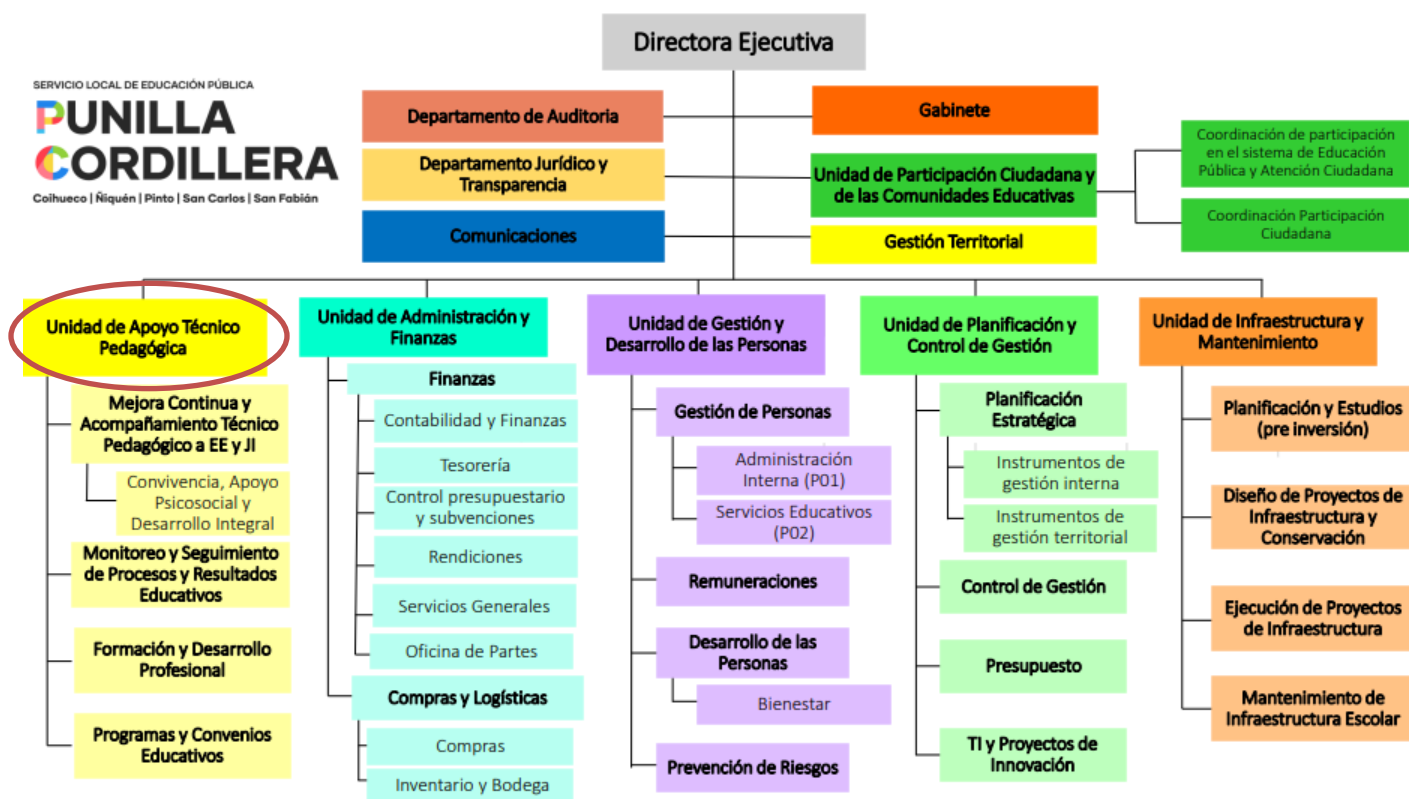 Directora Ejecutiva
SERVICIO LOCAL DE EDUCACIÓN PÚBLICA
PUNILLA
CORDILLERA
Coihueco | Ñiquén | Pinto | San Carlos | San Fabián
Departamento de Auditoria
Gabinete
Departamento Jurídico y
Transparencia
Unidad de Participación Ciudadana y
de las Comunidades Educativas
Coordinación de participación
en el sistema de Educación
Pública y Atención Ciudadana
Coordinación Participación
Ciudadana
Comunicaciones
Gestión Territorial
Unidad de Apoyo Técnico
Pedagógica
Mejora Continua y
Acompañamiento Técnico
Pedagógico a EE y JI
Convivencia, Apoyo
Psicosocial y
Desarrollo Integral
Monitoreo y Seguimiento
de Procesos y Resultados
Educativos
Formación y Desarrollo
Profesional
Programas y Convenios
Educativos
Unidad de Administración y
Finanzas
Finanzas
Contabilidad y Finanzas
Tesorería
Control presupuestario
y subvenciones
Rendiciones
Servicios Generales
Oficina de Partes
Compras y Logísticas
Compras
Inventario y Bodega
Unidad de Gestión y
Desarrollo de las Personas
Gestión de Personas
Administración
Interna (P01)
Servicios Educativos
(P02)
Remuneraciones
Desarrollo de las
Personas
Bienestar
Prevención de Riesgos
Unidad de Planificación y
Control de Gestión
Planificación
Estratégica
Instrumentos de
gestión interna
Instrumentos de
gestión territorial
Control de Gestión
Presupuesto
TI y Proyectos de
Innovación
Unidad de Infraestructura y
Mantenimiento
Planificación y Estudios
(pre inversión)
Diseño de Proyectos de
Infraestructura y
Conservación
Ejecución de Proyectos
de Infraestructura
Mantenimiento de
Infraestructura Escolar